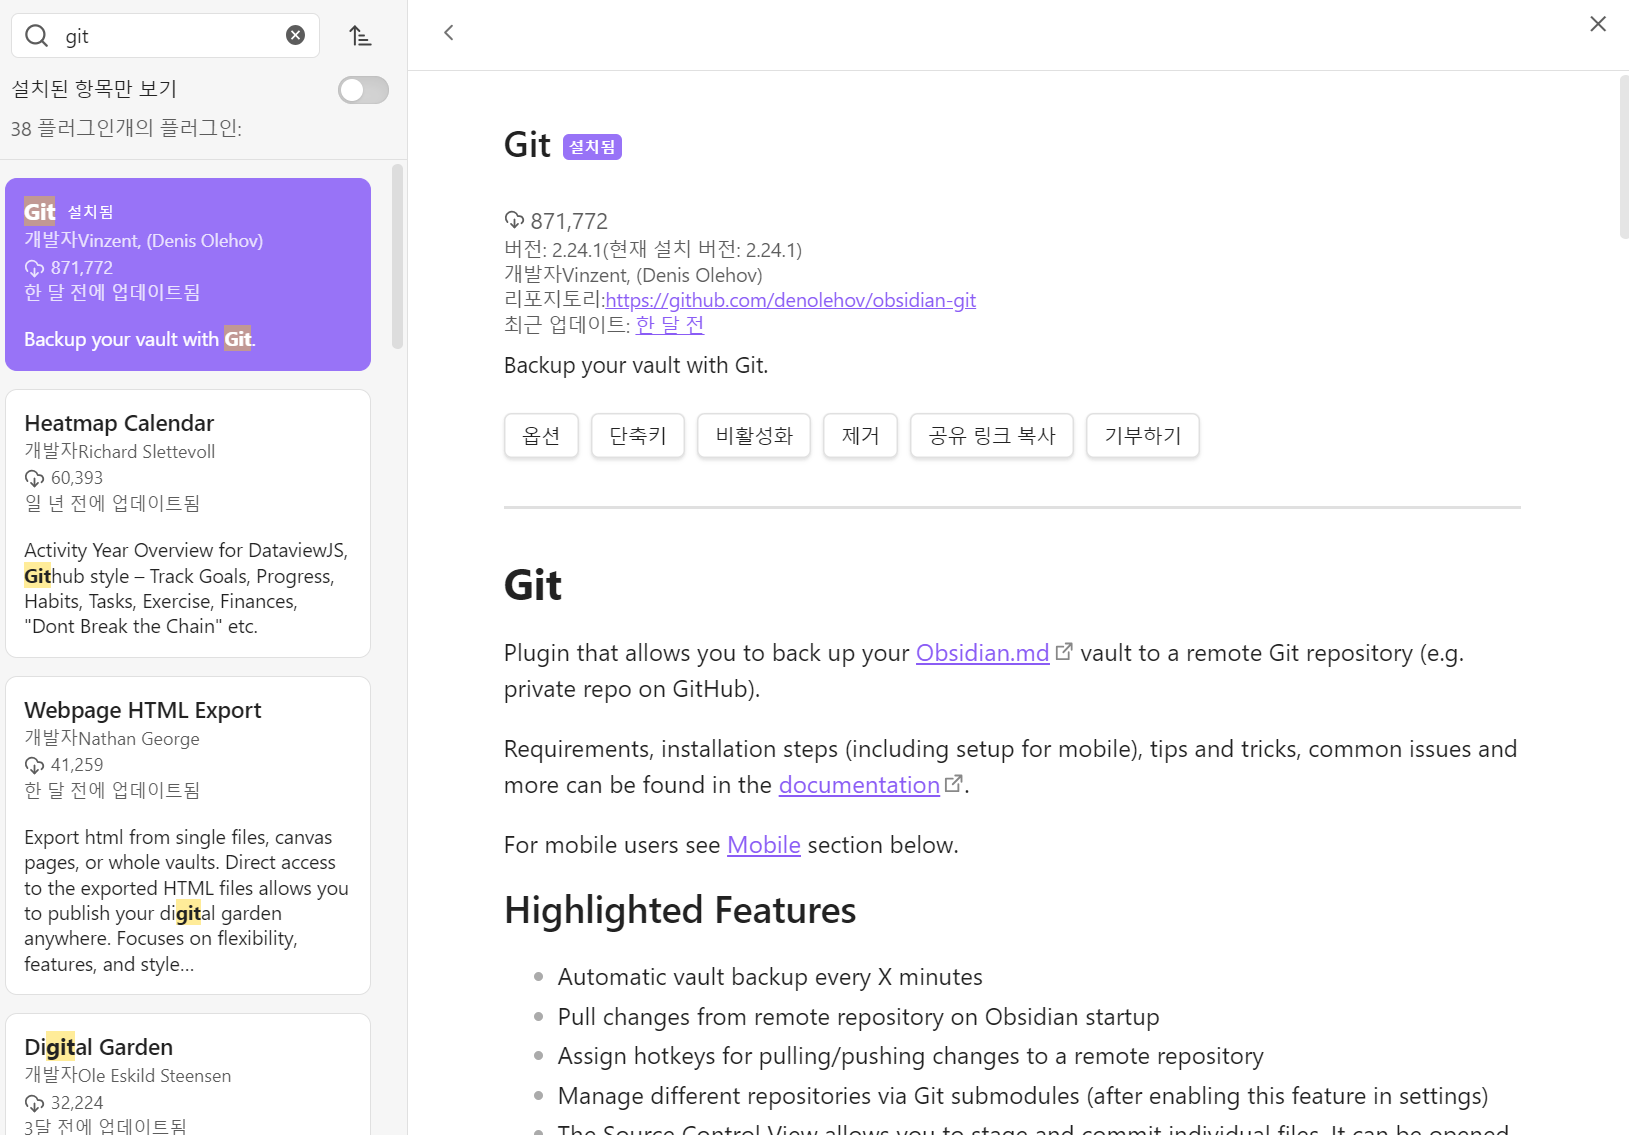 git
설치된 항목만 보기
38 플러그인개의 플러그인:
Git 설치됨
개발자Vinzent, (Denis Olehov)
871,772
한 달 전에 업데이트됨
Backup your vault with Git.
Heatmap Calendar
개발자Richard Slettevoll
60,393
일 년 전에 업데이트됨
Activity Year Overview for DataviewJS,
Github style – Track Goals, Progress,
Habits, Tasks, Exercise, Finances,
"Dont Break the Chain" etc.
Webpage HTML Export
개발자Nathan George
41,259
한 달 전에 업데이트됨
Export html from single files, canvas
pages, or whole vaults. Direct access
to the exported HTML files allows you
to publish your digital garden
anywhere. Focuses on flexibility,
features, and style...
Digital Garden
개발자Ole Eskild Steensen
32,224
3달 전에 업데이트됨
Git 설치됨
871,772
버전: 2.24.1(현재 설치 버전: 2.24.1)
개발자Vinzent, (Denis Olehov)
리포지토리:https://github.com/denolehov/obsidian-git
최근 업데이트: 한 달 전
Backup your vault with Git.
옵션 단축키 비활성화 제거 공유 링크 복사 기부하기
Git
Plugin that allows you to back up your Obsidian.md vault to a remote Git repository (e.g.
private repo on GitHub).
Requirements, installation steps (including setup for mobile), tips and tricks, common issues and
more can be found in the documentation.
For mobile users see Mobile section below.
Highlighted Features
Automatic vault backup every X minutes
Pull changes from remote repository on Obsidian startup
Assign hotkeys for pulling/pushing changes to a remote repository
Manage different repositories via Git submodules (after enabling this feature in settings)
The Source Control View allows you to stage and commit individual files. It can be opened